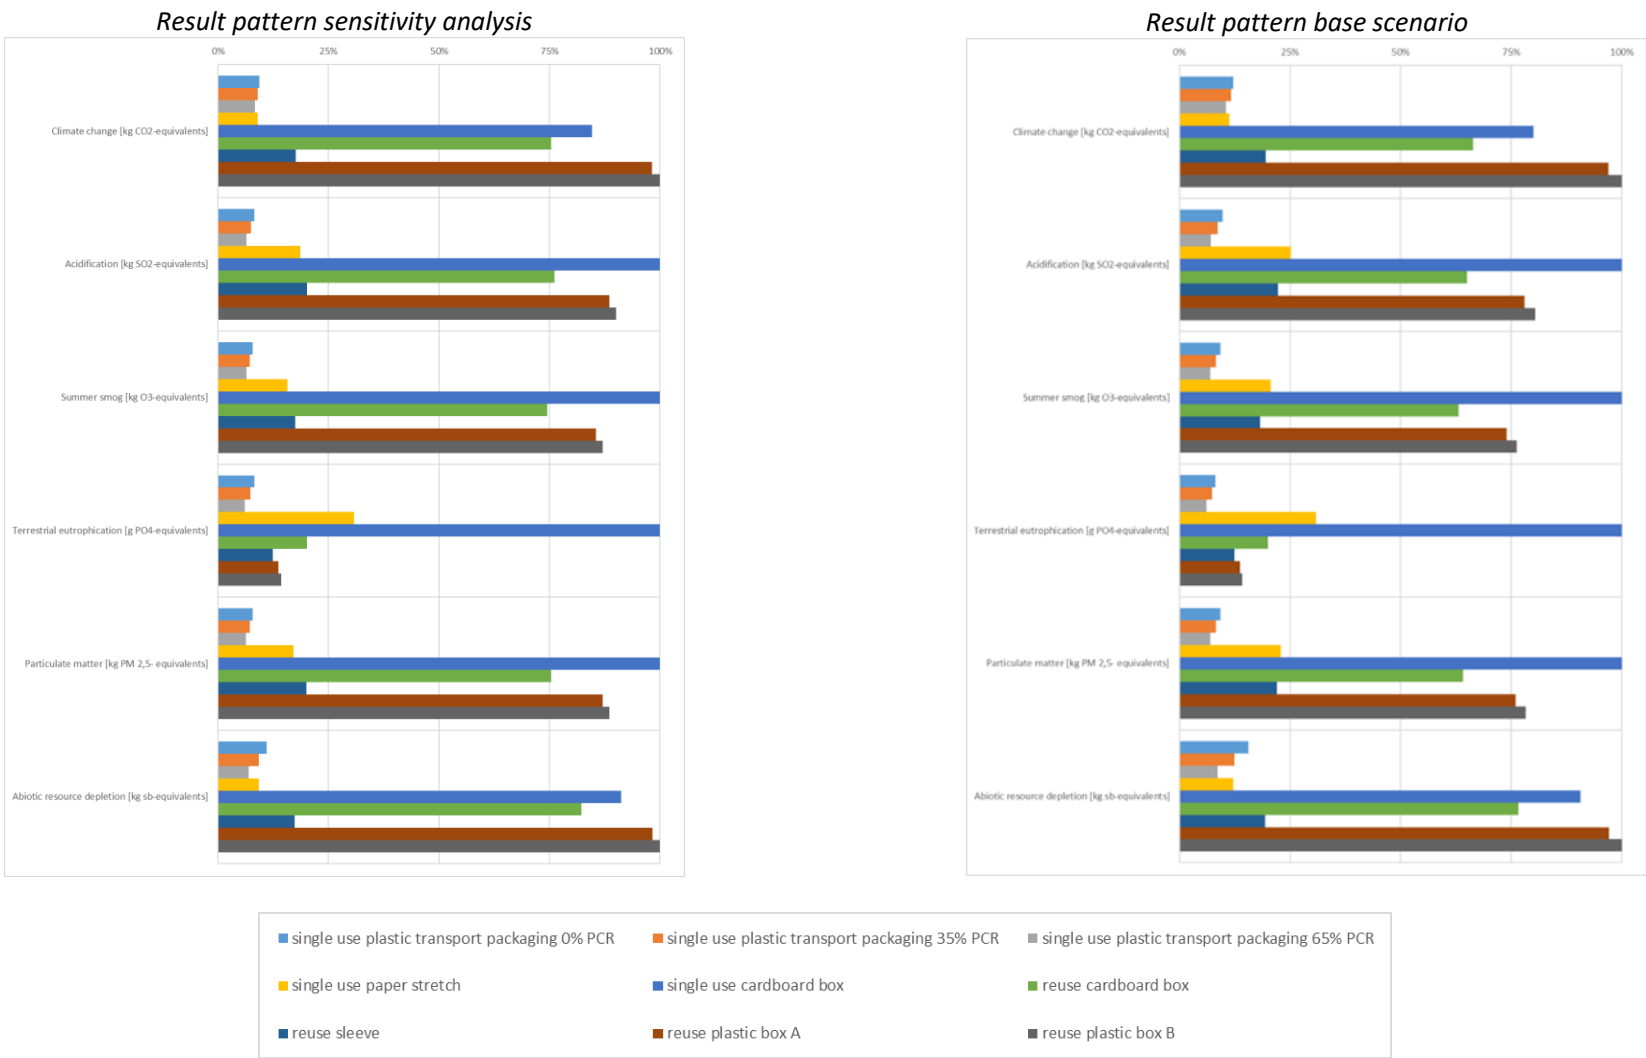 Result pattern sensitivity analysis
0% 25% 50% 75% 100%
Climate change [kg CO2-equivalents]
Acidification [kg SO2-equivalents]
Summer smog [kg O3-equivalents]
Terrestrial eutrophication [g PO4-equivalents]
Particulate matter [kg PM 2,5- equivalents]
Abiotic resource depletion [kg sb-equivalents]
Result pattern base scenario
0% 25% 50% 75% 100%
Climate change [kg CO2-equivalents]
Acidification [kg SO2-equivalents]
Summer smog [kg O3-equivalents]
Terrestrial eutrophication [g PO4-equivalents]
Particulate matter [kg PM 2,5- equivalents]
Abiotic resource depletion [kg sb-equivalents]
single use plastic transport packaging 0% PCR single use plastic transport packaging 35% PCR single use plastic transport packaging 65% PCR
single use paper stretch single use cardboard box reuse cardboard box
reuse sleeve reuse plastic box A reuse plastic box B